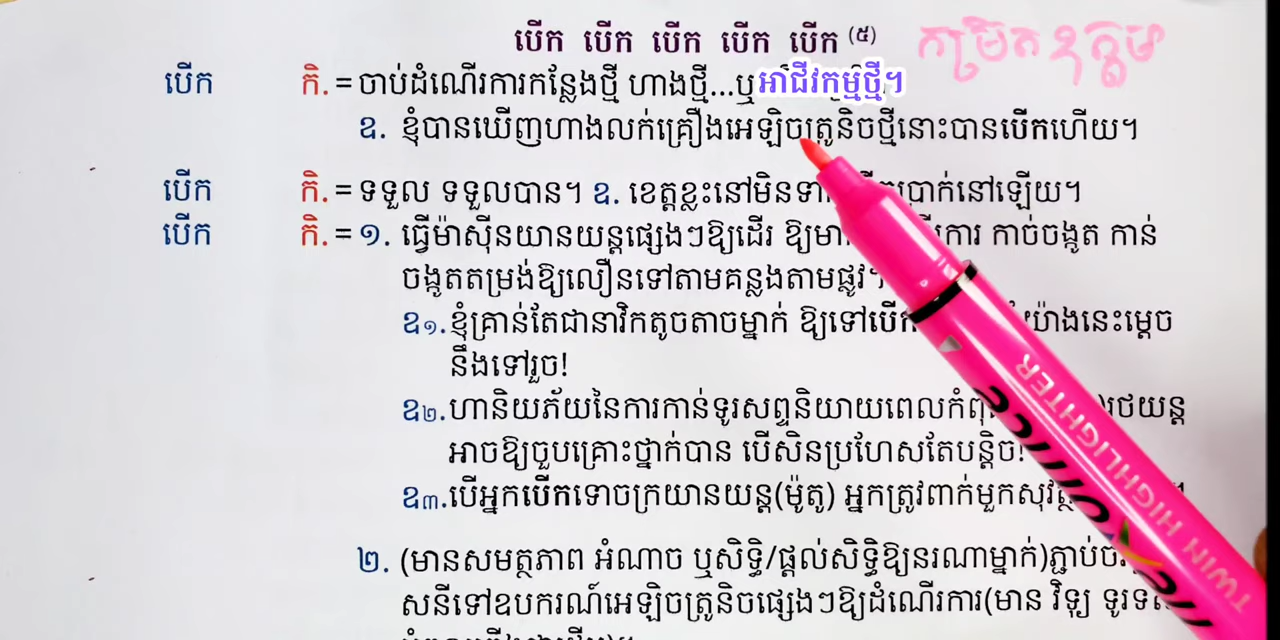 បើក បើក បើក បើក បើក (៥) កម្រិតឧត្តម
បើក កិ. = ចាប់ដំណើរការកន្លែងថ្មី ហាងថ្មី...ឬ អាជីវកម្មថ្មី។
ឧ. ខ្ញុំបានឃើញហាងលក់គ្រឿងអេឡិចត្រូនិចថ្មីនោះបានបើកហើយ។
បើក កិ. = ទទួល ទទួលបាន។ ឧ. ខេត្តខ្លះនៅមិនទាន់ ប្រាក់នៅឡើយ។
បើក កិ. = ១. ធ្វើម៉ាស៊ីនយានយន្តផ្សេងៗឱ្យដើរ ឱ្យមាន កាច់ចង្កូត កាន់
ចង្កូតតម្រង់ឱ្យលឿនទៅតាមគន្លងតាមផ្លូវ។
ឧ១. ខ្ញុំគ្រាន់តែជានាវិកតូចតាចម្នាក់ ឱ្យទៅបើក យ៉ាងនេះម្ដេច
នឹងទៅរួច!
ឧ២. ហានិយភ័យនៃការកាន់ទូរសព្ទនិយាយពេលកំពុង រថយន្ត
អាចឱ្យចួបគ្រោះថ្នាក់បាន បើសិនប្រហែសតែបន្តិច!
ឧ៣. បើអ្នកបើកទោចក្រយានយន្ត(ម៉ូតូ) អ្នកត្រូវពាក់មួកសុវត្ថិ
២. (មានសមត្ថភាព អំណាច ឬសិទ្ធិ/ផ្ដល់សិទ្ធិឱ្យនរណាម្នាក់)ភ្ជាប់
សនីទៅឧបករណ៍អេឡិចត្រូនិចផ្សេងៗឱ្យដំណើរការ(មាន វិទ្យុ
TWIN HIGHLIGHTER